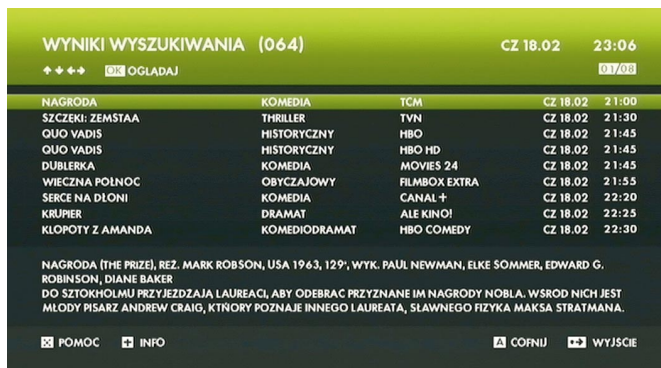 WYNIKI WYSZUKIWANIA (064) CZ 18.02 23:06
OK OGLADAJ 01/08
NAGRODA KOMEDIA TCM CZ 18.02 21:00
SZCZĘKI: ZEMSTAA THRILLER TVN CZ 18.02 21:30
QUO VADIS HISTORYCZNY HBO CZ 18.02 21:45
QUO VADIS HISTORYCZNY HBO HD CZ 18.02 21:45
DUBLERKA KOMEDIA MOVIES 24 CZ 18.02 21:45
WIECZNA POŁNOC OBYCZAJOWY FILMBOX EXTRA CZ 18.02 21:55
SERCE NA DŁONI KOMEDIA CANAL+ CZ 18.02 22:20
KRUPIER DRAMAT ALE KINO! CZ 18.02 22:25
KŁOPOTY Z AMANDA KOMEDIODRAMAT HBO COMEDY CZ 18.02 22:30
NAGRODA (THE PRIZE), REŻ. MARK ROBSON, USA 1963, 129', WYK. PAUL NEWMAN, ELKE SOMMER, EDWARD G.
ROBINSON, DIANE BAKER
DO SZTOKHOLMU PRZYJEŻDŻAJĄ LAUREACI, ABY ODEBRAC PRZYZNANE IM NAGRODY NOBLA. WSROD NICH JEST
MŁODY PISARZ ANDREW CRAIG, KTŃORY POZNAJE INNEGO LAUREATA, SŁAWNEGO FIZYKA MAKSA STRATMANA.
POMOC + INFO A COFNIJ WYJŚCIE